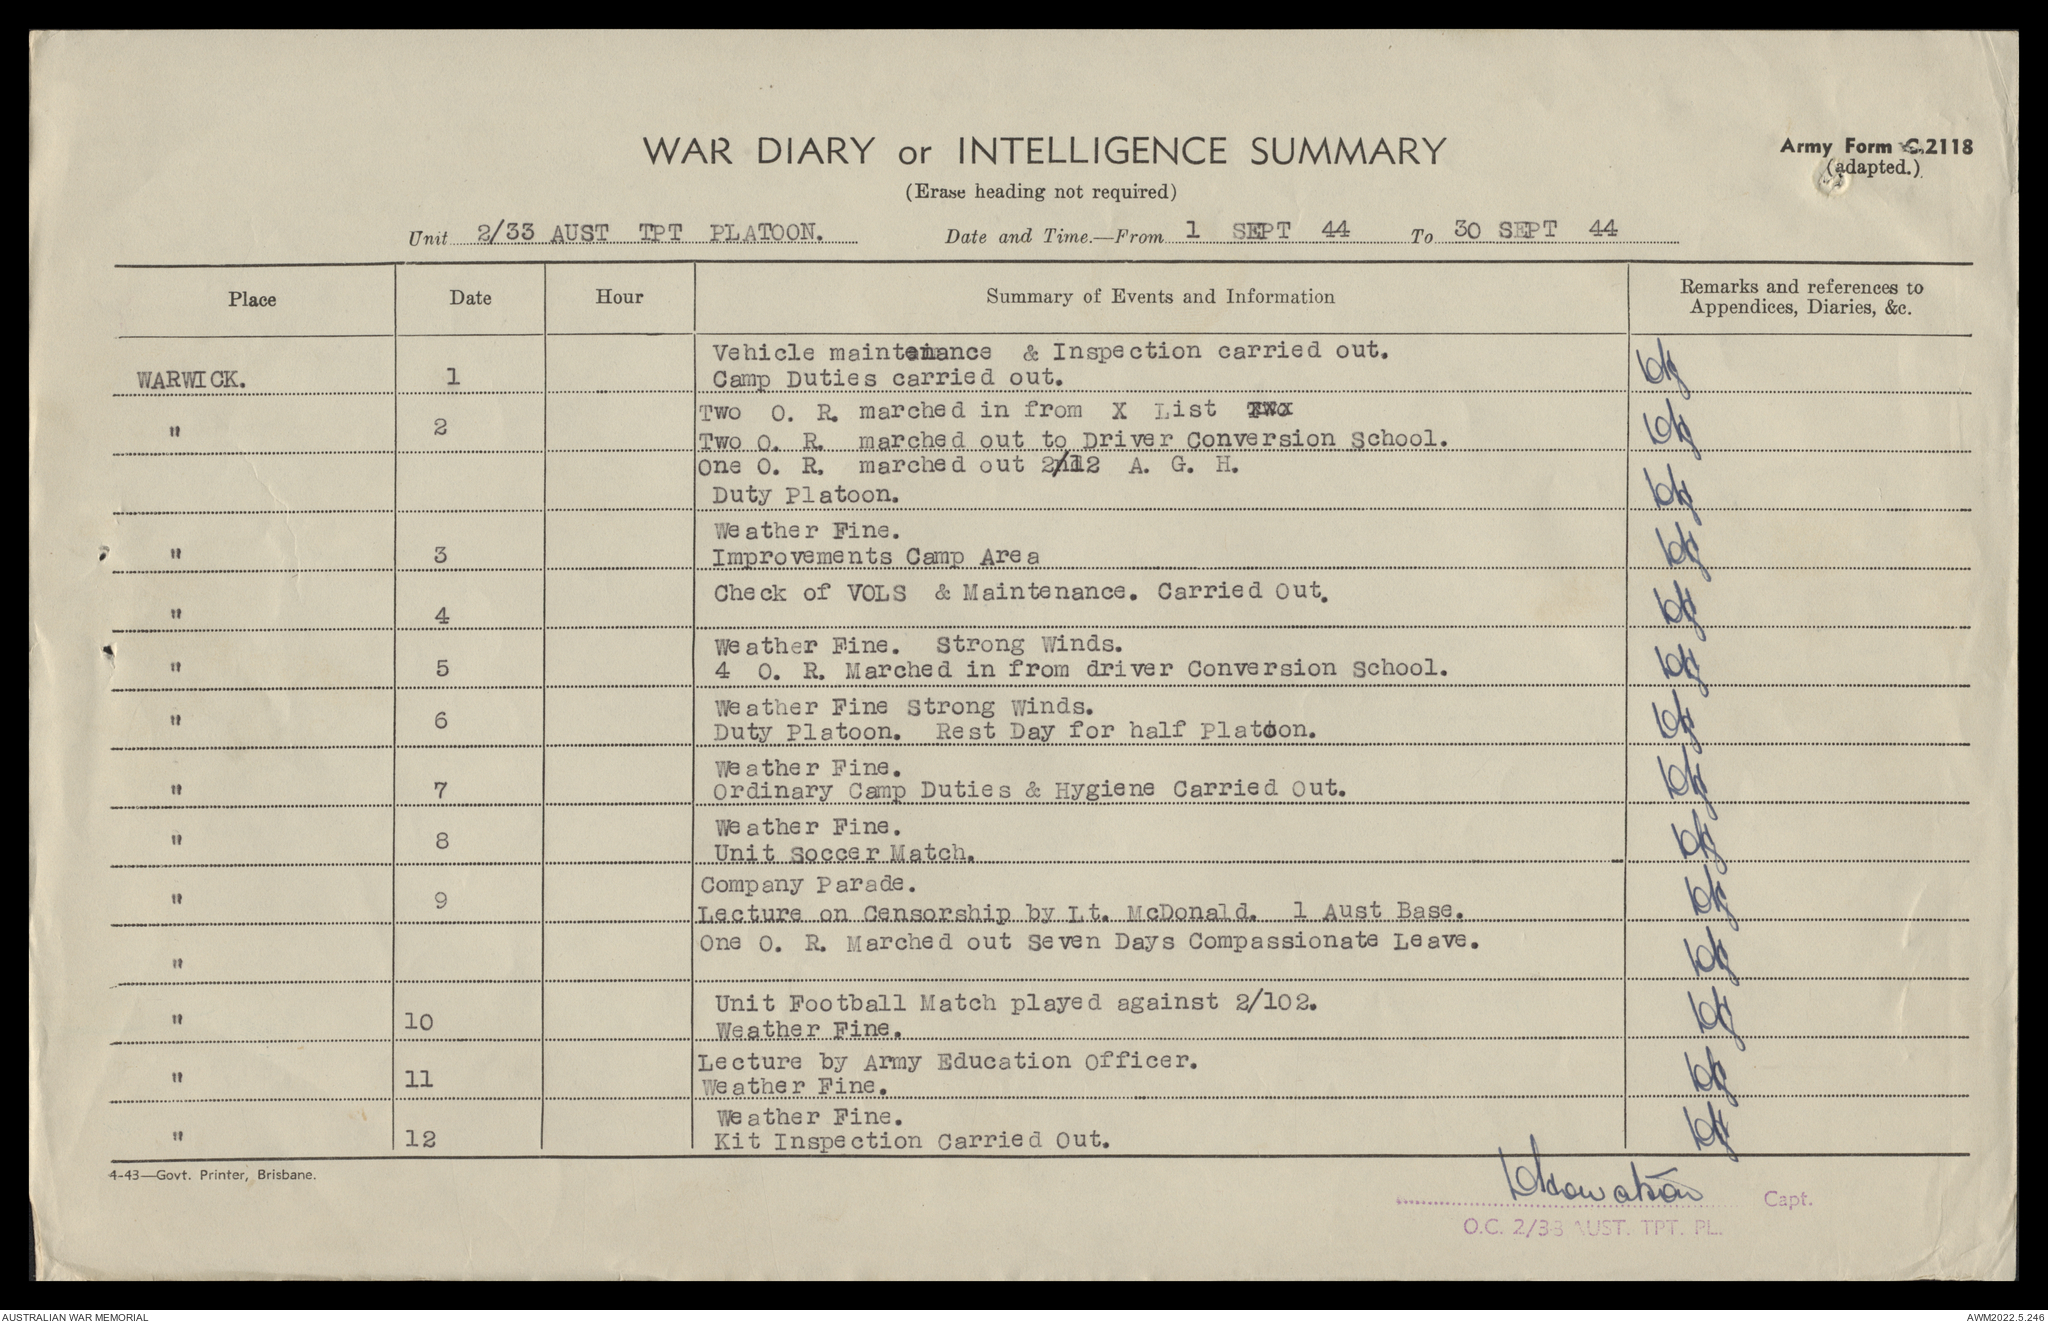 WAR DIARY or INTELLIGENCE SUMMARY
Army Form C.2118
(adapted.)
(Erase heading not required)
Unit 2/33 AUST TPT PLATOON. Date and Time.—From 1 SEPT 44 To 30 SEPT 44
Place Date Hour Summary of Events and Information Remarks and references to Appendices, Diaries, &c.
Vehicle maintenance & Inspection carried out.
WARWICK. 1 Camp Duties carried out.
Two O. R. marched in from X List
" 2 Two O. R. marched out to Driver Conversion School.
One O. R. marched out 2/12 A. G. H.
Duty Platoon.
Weather Fine.
" 3 Improvements Camp Area
Check of VOLS & Maintenance. Carried Out.
" 4
Weather Fine. Strong Winds.
" 5 4 O. R. Marched in from driver Conversion School.
Weather Fine Strong Winds.
" 6 Duty Platoon. Rest Day for half Platoon.
Weather Fine.
" 7 Ordinary Camp Duties & Hygiene Carried Out.
Weather Fine.
" 8 Unit Soccer Match.
Company Parade.
" 9 Lecture on Censorship by Lt. McDonald. 1 Aust Base.
One O. R. Marched out Seven Days Compassionate Leave.
"
Unit Football Match played against 2/102.
" 10 Weather Fine.
Lecture by Army Education Officer.
" 11 Weather Fine.
Weather Fine.
" 12 Kit Inspection Carried Out.
4-43—Govt. Printer, Brisbane.
Capt.
O.C. 2/33 AUST. TPT. PL.
AUSTRALIAN WAR MEMORIAL
AWM2022.5.246